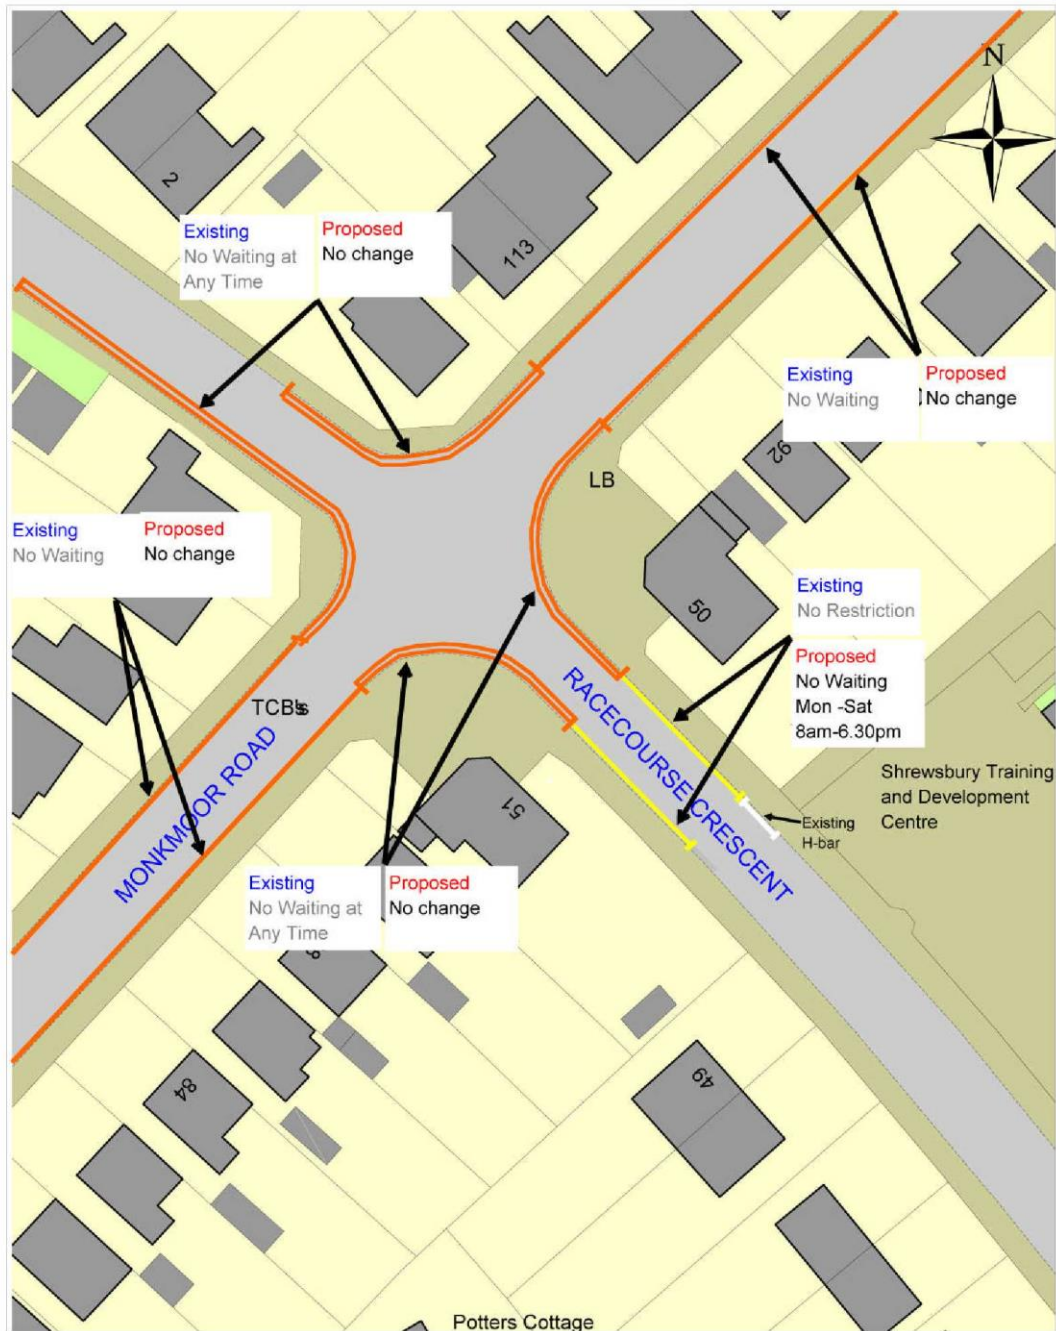 N
2
Existing
No Waiting at
Any Time
Proposed
No change
113
Existing
No Waiting
Proposed
No change
92
LB
Existing
No Waiting
Proposed
No change
50
Existing
No Restriction
Proposed
No Waiting
Mon -Sat
8am-6.30pm
TCB's
MONKMOOR ROAD
RACECOURSE CRESCENT
Shrewsbury Training
and Development
Centre
Existing
H-bar
51
Existing
No Waiting at
Any Time
Proposed
No change
84
49
Potters Cottage